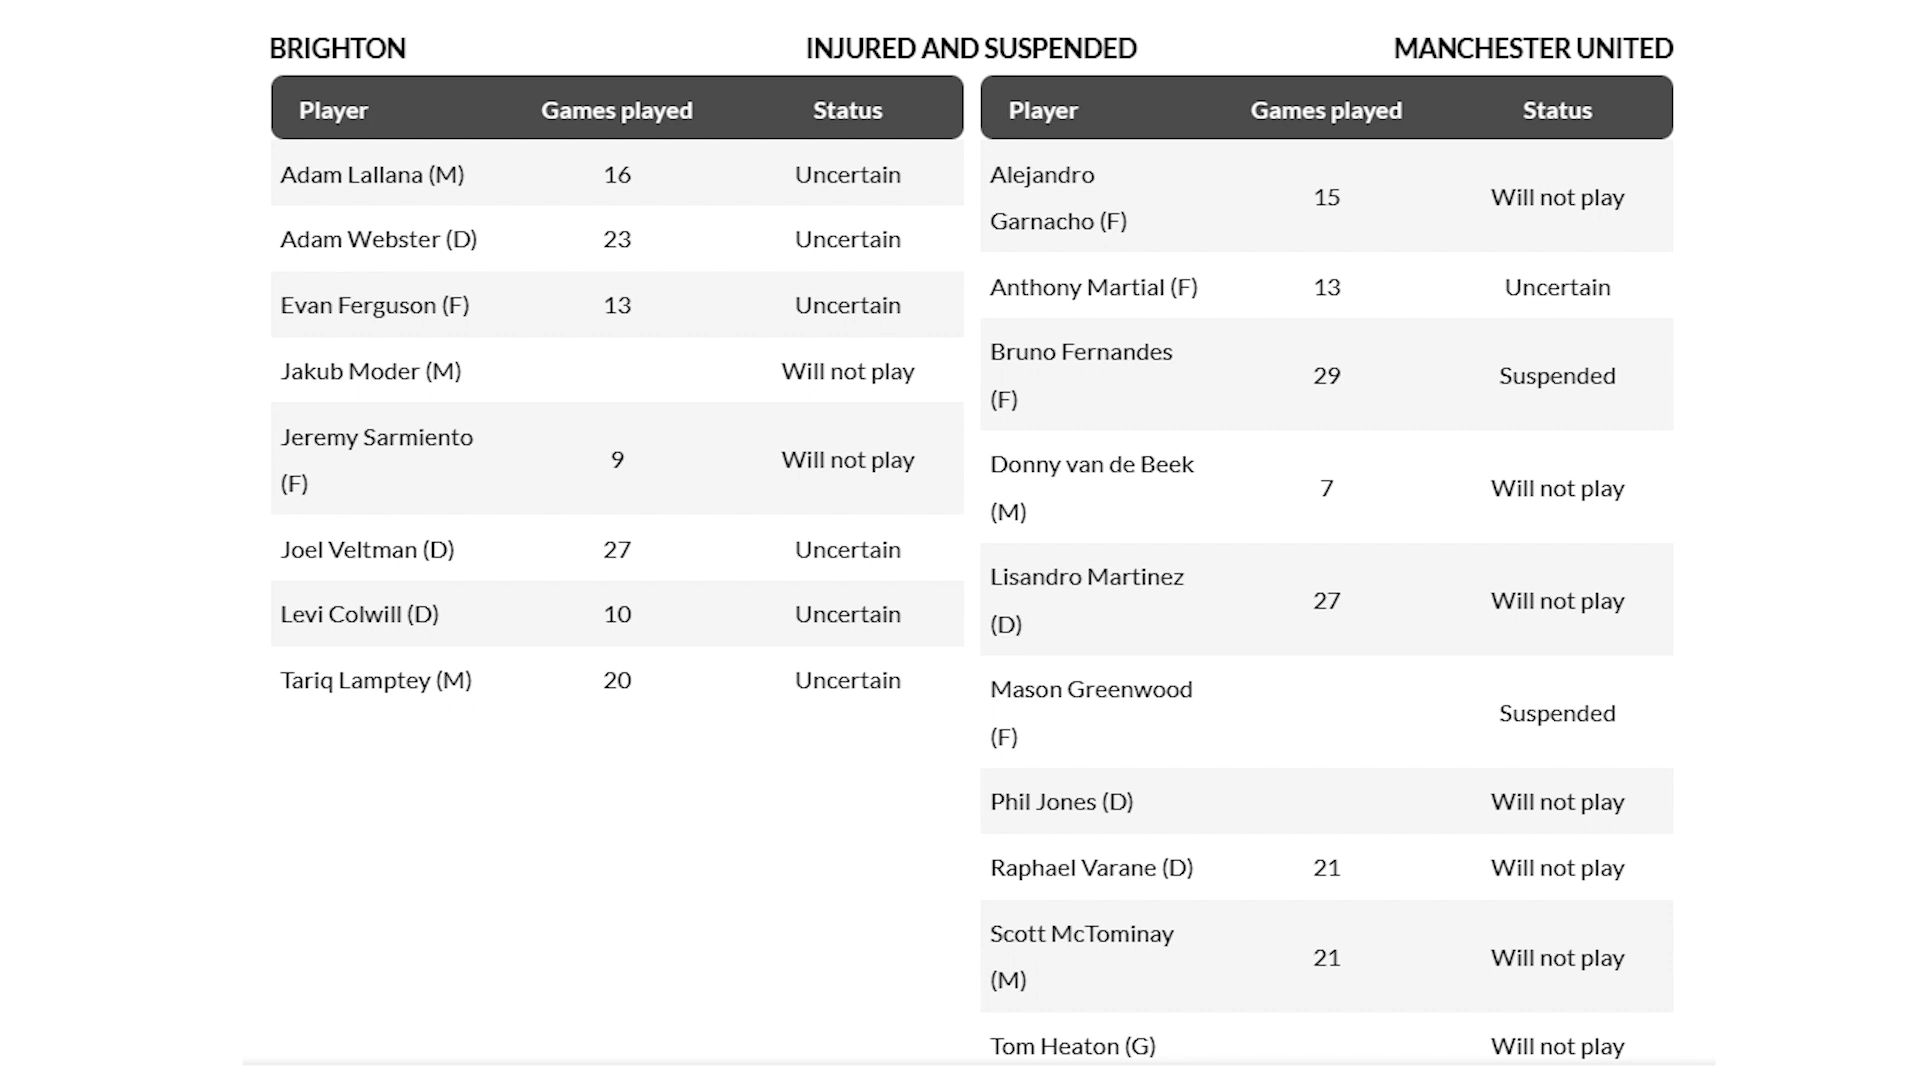 BRIGHTON INJURED AND SUSPENDED MANCHESTER UNITED
Player Games played Status
Adam Lallana (M) 16 Uncertain
Adam Webster (D) 23 Uncertain
Evan Ferguson (F) 13 Uncertain
Jakub Moder (M) Will not play
Jeremy Sarmiento
(F) 9 Will not play
Joel Veltman (D) 27 Uncertain
Levi Colwill (D) 10 Uncertain
Tariq Lamptey (M) 20 Uncertain
Player Games played Status
Alejandro
Garnacho (F) 15 Will not play
Anthony Martial (F) 13 Uncertain
Bruno Fernandes
(F) 29 Suspended
Donny van de Beek
(M) 7 Will not play
Lisandro Martinez
(D) 27 Will not play
Mason Greenwood
(F) Suspended
Phil Jones (D) Will not play
Raphael Varane (D) 21 Will not play
Scott McTominay
(M) 21 Will not play
Tom Heaton (G) Will not play